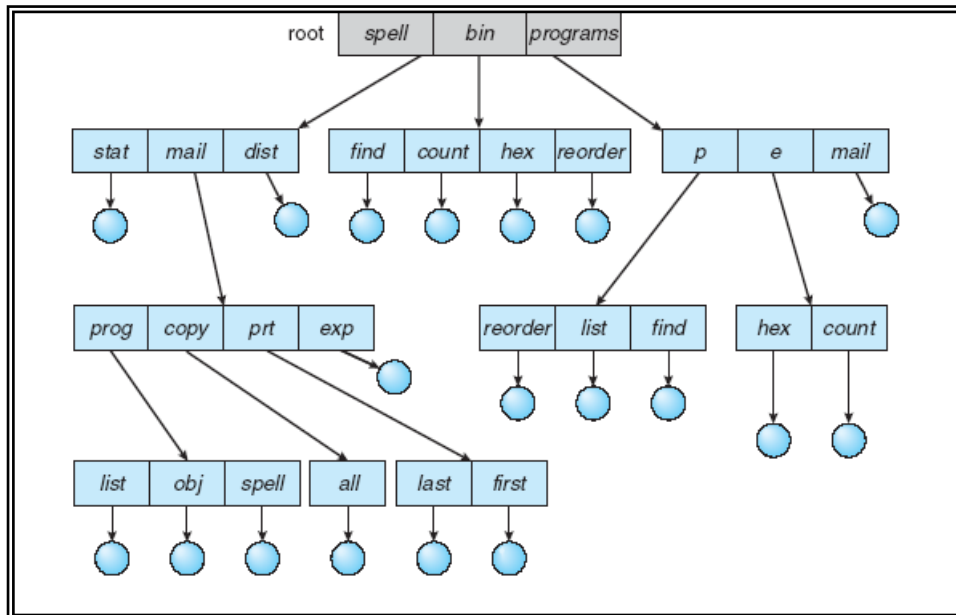 root spell bin programs
stat mail dist find count hex reorder p e mail
prog copy prt exp reorder list find hex count
list obj spell all last first